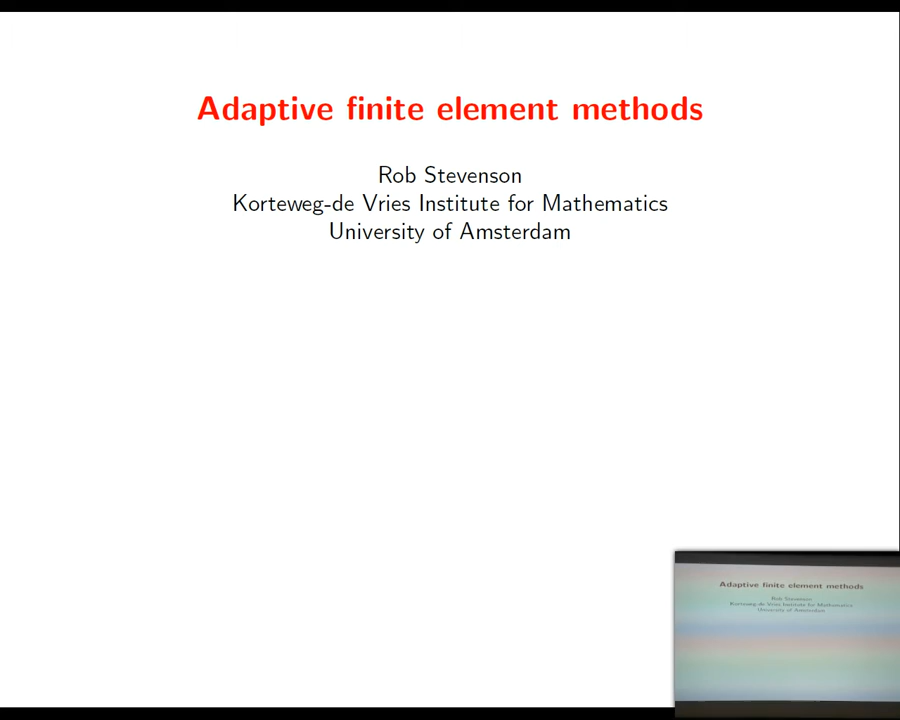 Adaptive finite element methods
Rob Stevenson
Korteweg-de Vries Institute for Mathematics
University of Amsterdam
Adaptive finite element methods
Rob Stevenson
Korteweg-de Vries Institute for Mathematics
University of Amsterdam